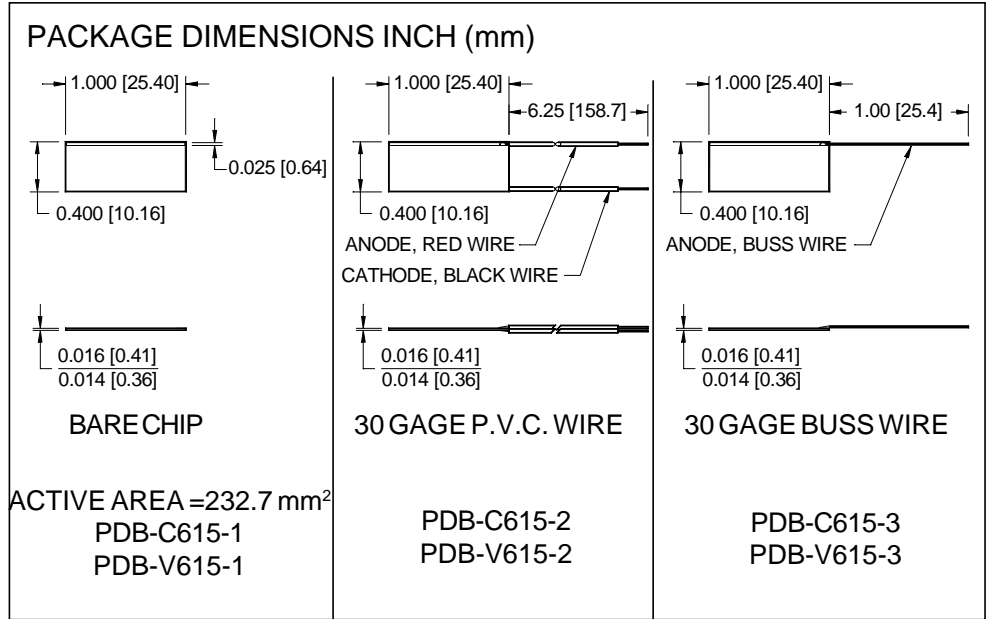 PACKAGE DIMENSIONS INCH (mm)
1.000 [25.40]
0.025 [0.64]
0.400 [10.16]
0.016 [0.41]
0.014 [0.36]
BARE CHIP
ACTIVE AREA =232.7 mm²
PDB-C615-1
PDB-V615-1
1.000 [25.40]
6.25 [158.7]
0.400 [10.16]
ANODE, RED WIRE
CATHODE, BLACK WIRE
0.016 [0.41]
0.014 [0.36]
30 GAGE P.V.C. WIRE
PDB-C615-2
PDB-V615-2
1.000 [25.40]
1.00 [25.4]
0.400 [10.16]
ANODE, BUSS WIRE
0.016 [0.41]
0.014 [0.36]
30 GAGE BUSS WIRE
PDB-C615-3
PDB-V615-3